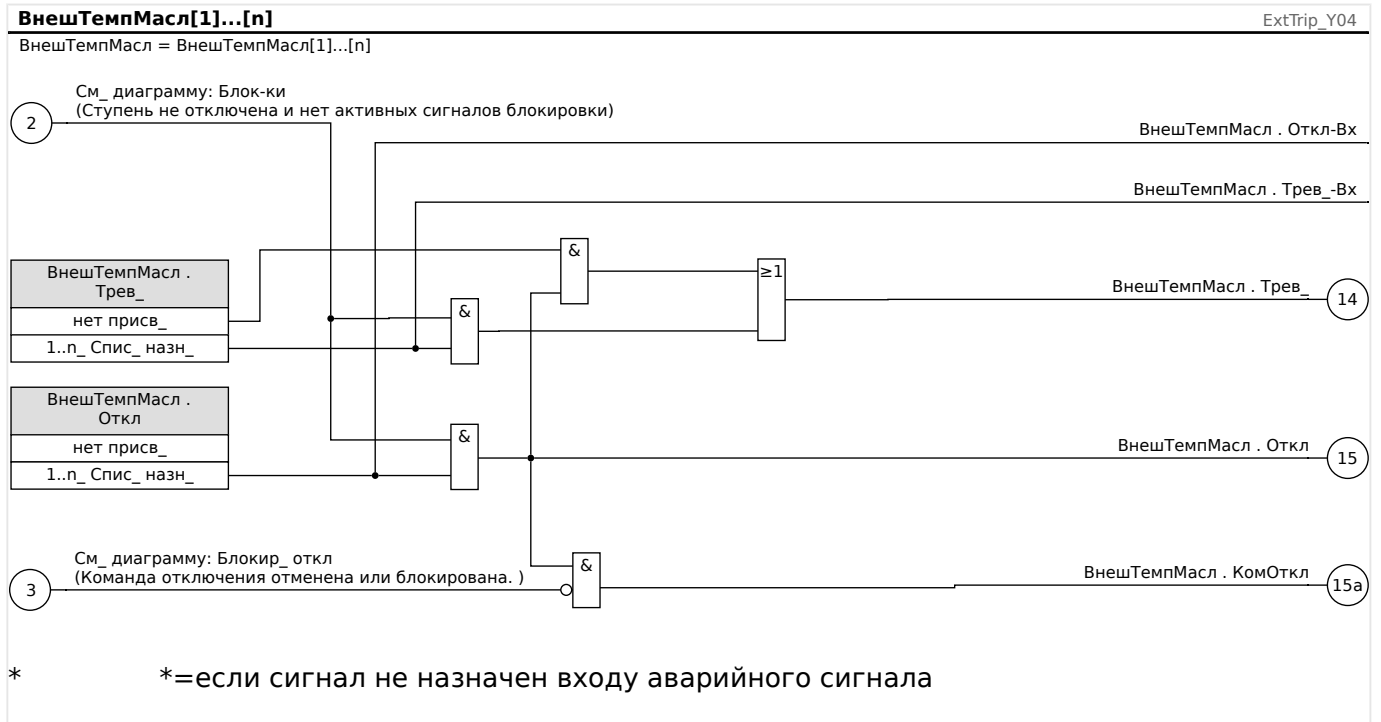 ВнешТемпМасл[1]...[n]
ExtTrip_Y04
ВнешТемпМасл = ВнешТемпМасл[1]...[n]
См_ диаграмму: Блок-ки
(Ступень не отключена и нет активных сигналов блокировки)
2
ВнешТемпМасл . Откл-Вх
ВнешТемпМасл . Трев_-Вх
&
ВнешТемпМасл .
Трев_
≥1
ВнешТемпМасл . Трев_
14
нет присв_
&
1..n_ Спис_ назн_
ВнешТемпМасл .
Откл
&
нет присв_
ВнешТемпМасл . Откл
15
1..n_ Спис_ назн_
См_ диаграмму: Блокир_ откл
(Команда отключения отменена или блокирована. )
3
&
ВнешТемпМасл . КомОткл
15a
* *=если сигнал не назначен входу аварийного сигнала